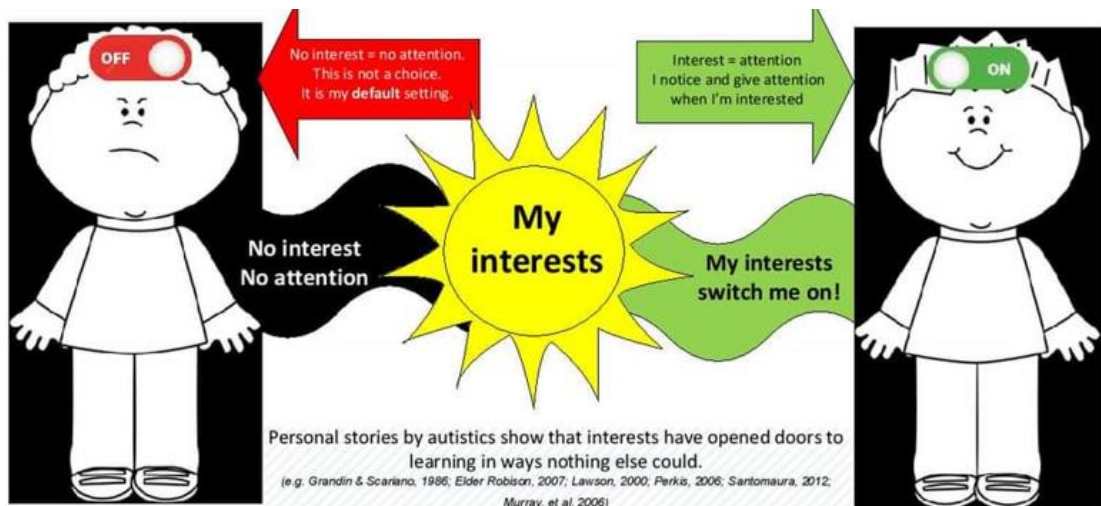 OFF
No interest = no attention.
This is not a choice.
It is my default setting.
Interest = attention
I notice and give attention
when I'm interested
ON
No interest
No attention
My
interests
My interests
switch me on!
Personal stories by autistics show that interests have opened doors to
learning in ways nothing else could.
(e.g. Grandin & Scariano, 1986; Elder Robison, 2007; Lawson, 2000; Perkis, 2006; Santomaura, 2012;
Murray, et al. 2006)